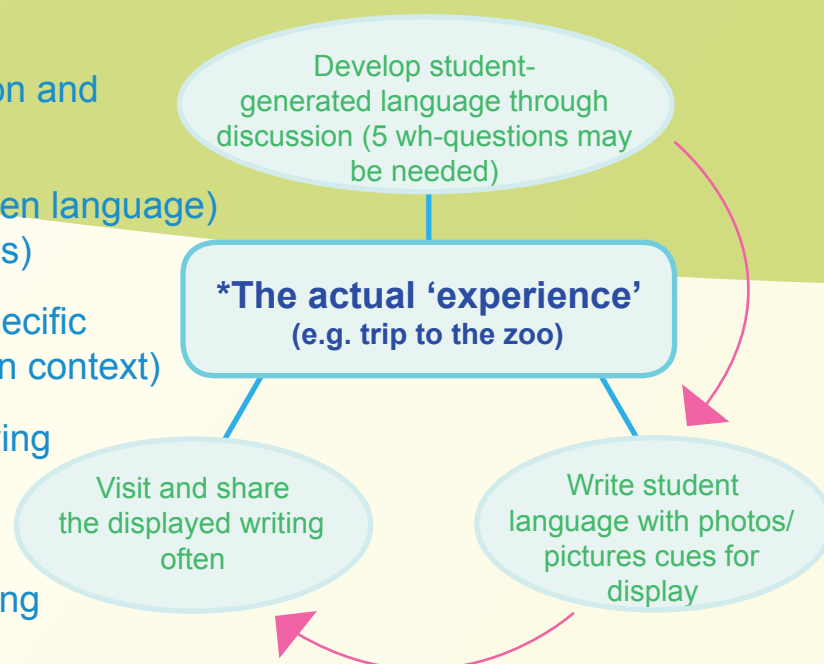 on and
en language)
s)
ecific
n context)
ing
ng
Develop student-
generated language through
discussion (5 wh-questions may
be needed)
*The actual ‘experience’
(e.g. trip to the zoo)
Visit and share
the displayed writing
often
Write student
language with photos/
pictures cues for
display